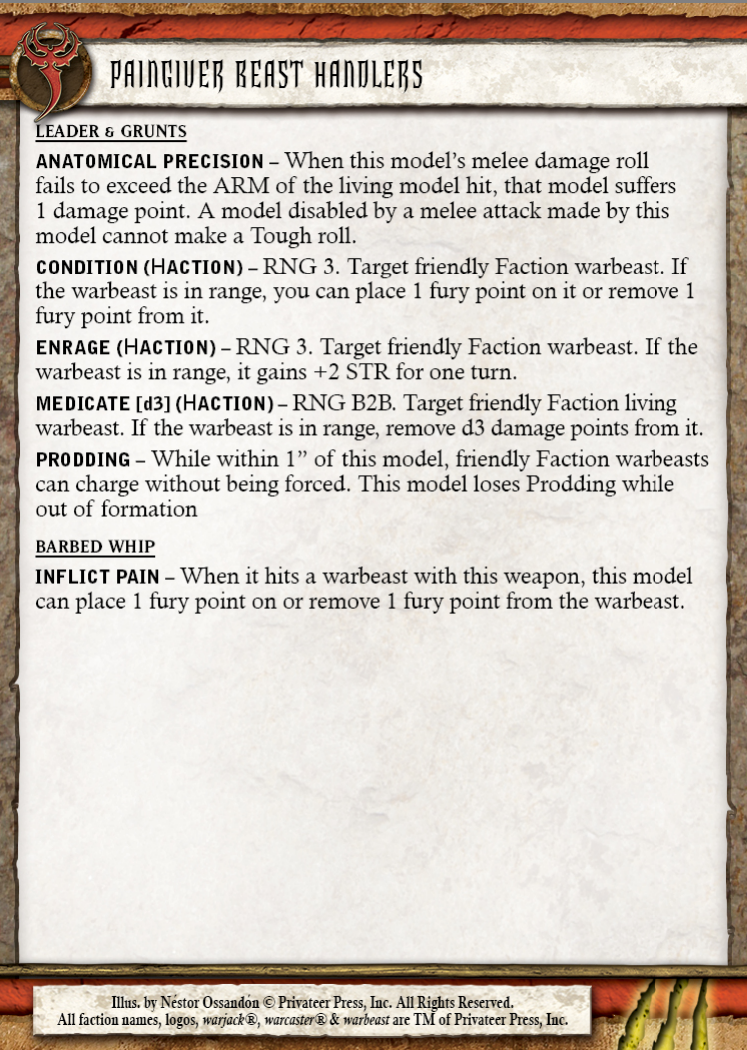 PAINGIVER BEAST HANDLERS
LEADER & GRUNTS
ANATOMICAL PRECISION – When this model’s melee damage roll
fails to exceed the ARM of the living model hit, that model suffers
1 damage point. A model disabled by a melee attack made by this
model cannot make a Tough roll.
CONDITION (HACTION) – RNG 3. Target friendly Faction warbeast. If
the warbeast is in range, you can place 1 fury point on it or remove 1
fury point from it.
ENRAGE (HACTION) – RNG 3. Target friendly Faction warbeast. If the
warbeast is in range, it gains +2 STR for one turn.
MEDICATE [d3] (HACTION) – RNG B2B. Target friendly Faction living
warbeast. If the warbeast is in range, remove d3 damage points from it.
PRODDING – While within 1” of this model, friendly Faction warbeasts
can charge without being forced. This model loses Prodding while
out of formation
BARBED WHIP
INFLICT PAIN – When it hits a warbeast with this weapon, this model
can place 1 fury point on or remove 1 fury point from the warbeast.
Illus. by Néstor Ossandón © Privateer Press, Inc. All Rights Reserved.
All faction names, logos, warjack®, warcaster® & warbeast are TM of Privateer Press, Inc.